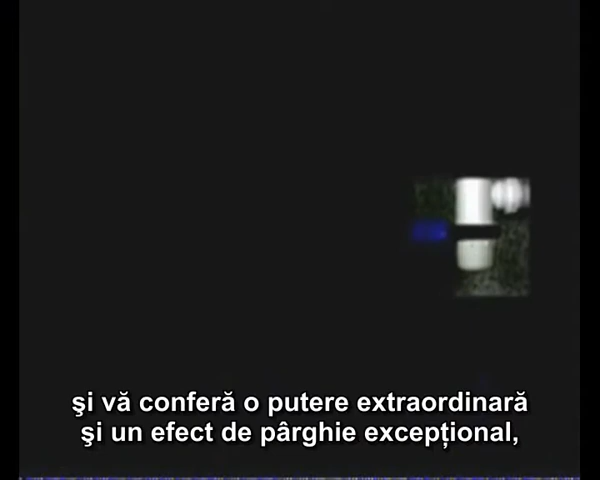 şi vă conferă o putere extraordinară
şi un efect de pârghie excepțional,